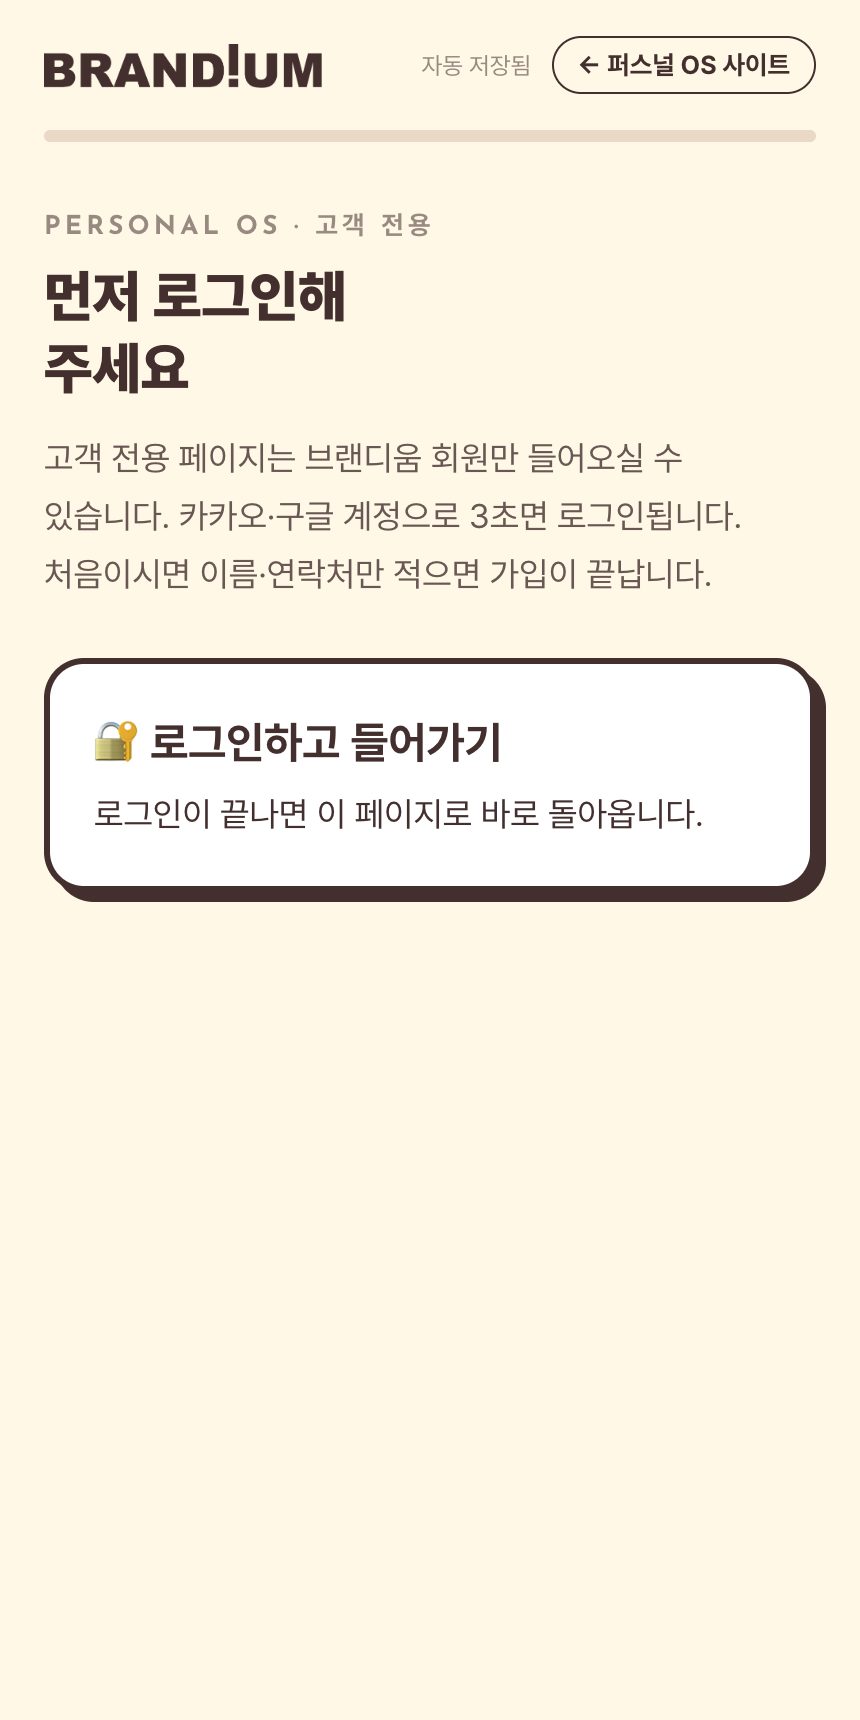 BRAND!UM
자동 저장됨
← 퍼스널 OS 사이트
PERSONAL OS · 고객 전용
먼저 로그인해
주세요
고객 전용 페이지는 브랜디움 회원만 들어오실 수
있습니다. 카카오·구글 계정으로 3초면 로그인됩니다.
처음이시면 이름·연락처만 적으면 가입이 끝납니다.
🔐 로그인하고 들어가기
로그인이 끝나면 이 페이지로 바로 돌아옵니다.